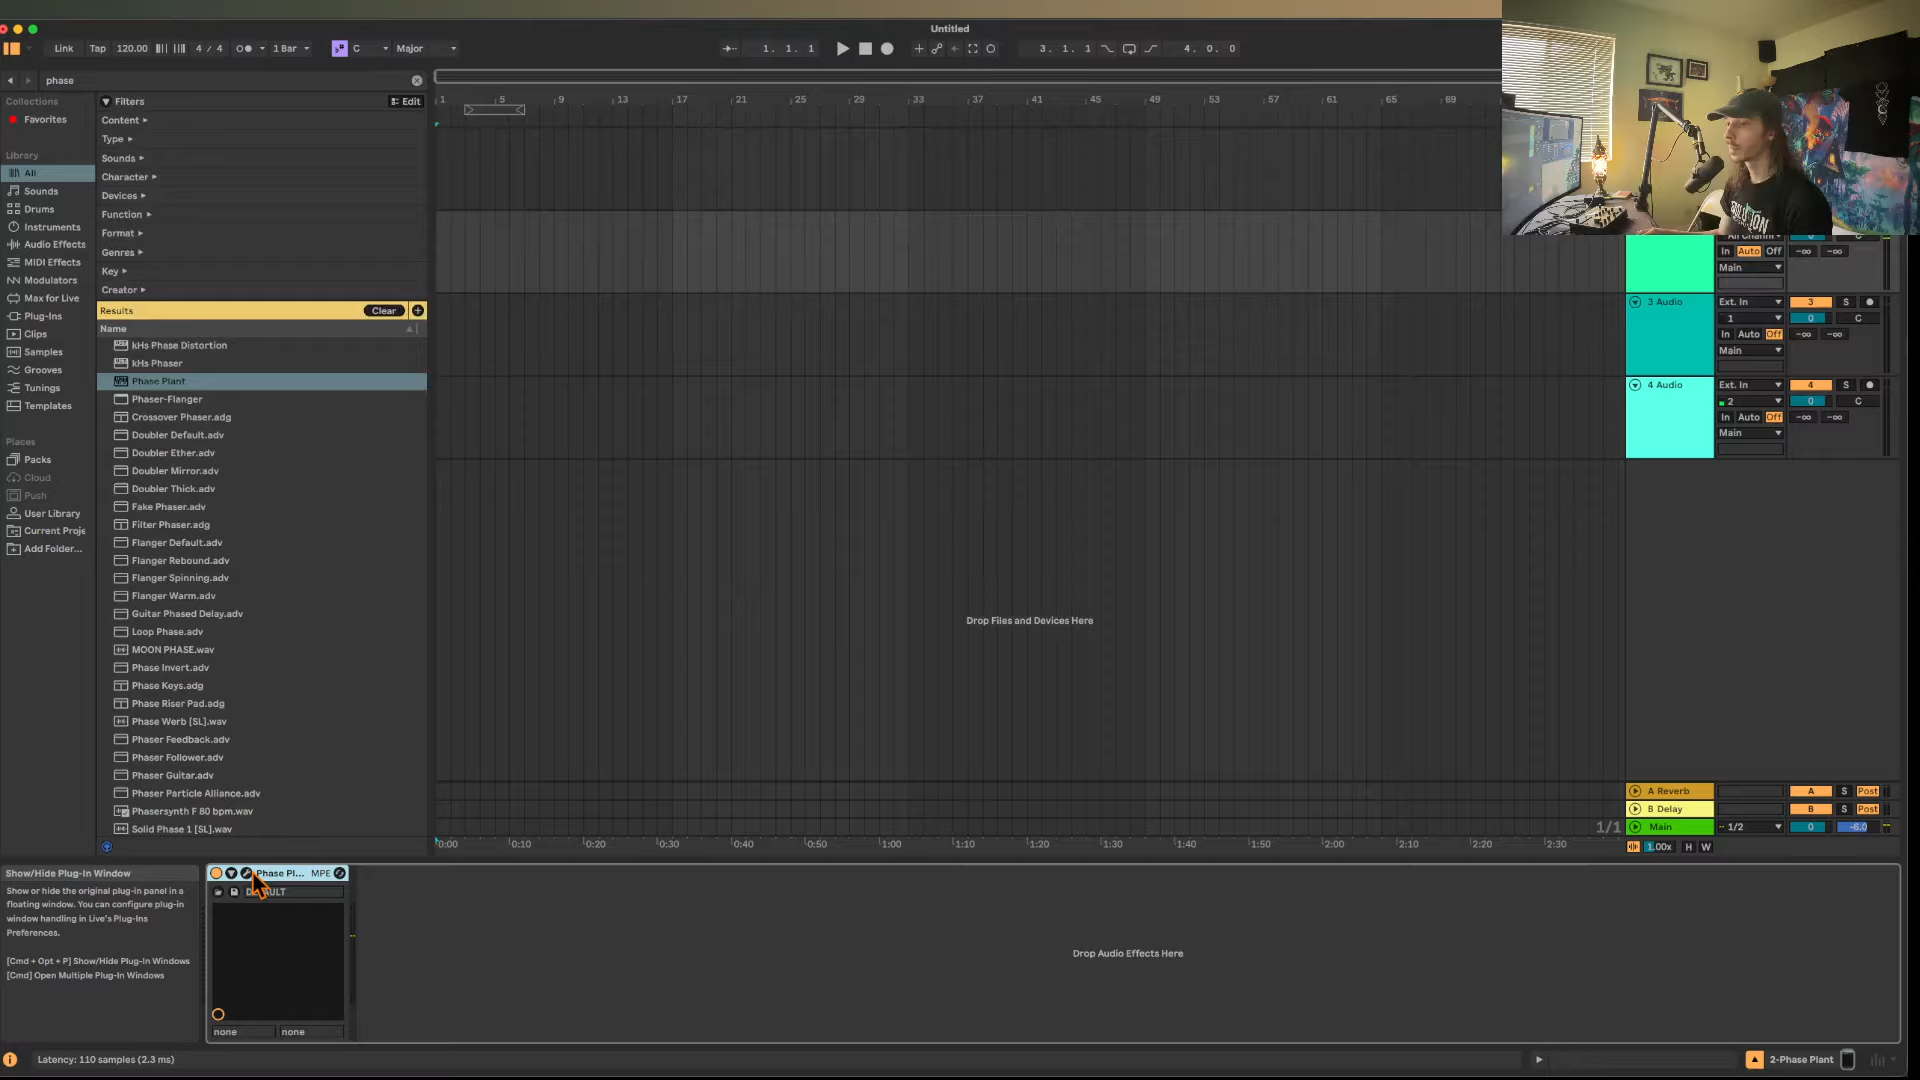 Untitled
Link Tap 120.00 4 / 4 1 Bar C Major 1. 1. 1 3. 1. 1 4. 0. 0
phase
Collections
Favorites
Library
All
Sounds
Drums
Instruments
Audio Effects
MIDI Effects
Modulators
Max for Live
Plug-Ins
Clips
Samples
Grooves
Tunings
Templates
Places
Packs
Cloud
Push
User Library
Current Proje
Add Folder...
Filters Edit
Content
Type
Sounds
Character
Devices
Function
Format
Genres
Key
Creator
Results Clear
Name
kHs Phase Distortion
kHs Phaser
Phase Plant
Phaser-Flanger
Crossover Phaser.adg
Doubler Default.adv
Doubler Ether.adv
Doubler Mirror.adv
Doubler Thick.adv
Fake Phaser.adv
Filter Phaser.adg
Flanger Default.adv
Flanger Rebound.adv
Flanger Spinning.adv
Flanger Warm.adv
Guitar Phased Delay.adv
Loop Phase.adv
MOON PHASE.wav
Phase Invert.adv
Phase Keys.adg
Phase Riser Pad.adg
Phase Werb [SL].wav
Phaser Feedback.adv
Phaser Follower.adv
Phaser Guitar.adv
Phaser Particle Alliance.adv
Phasersynth F 80 bpm.wav
Solid Phase 1 [SL].wav
1 5 9 13 17 21 25 29 33 37 41 45 49 53 57 61 65 69
Drop Files and Devices Here
In Auto Off -∞ -∞
Main
3 Audio Ext. In 3 S
1 0 C
In Auto Off -∞ -∞
Main
4 Audio Ext. In 4 S
2 0 C
In Auto Off -∞ -∞
Main
A Reverb A S Post
B Delay B S Post
1/1 Main 1/2 0 -6.0
0:00 0:10 0:20 0:30 0:40 0:50 1:00 1:10 1:20 1:30 1:40 1:50 2:00 2:10 2:20 2:30
1.00x H W
Show/Hide Plug-In Window
Show or hide the original plug-in panel in a
floating window. You can configure plug-in
window handling in Live's Plug-Ins
Preferences.
[Cmd + Opt + P] Show/Hide Plug-In Windows
[Cmd] Open Multiple Plug-In Windows
Phase Pl... MPE
none none
Drop Audio Effects Here
Latency: 110 samples (2.3 ms)
2-Phase Plant